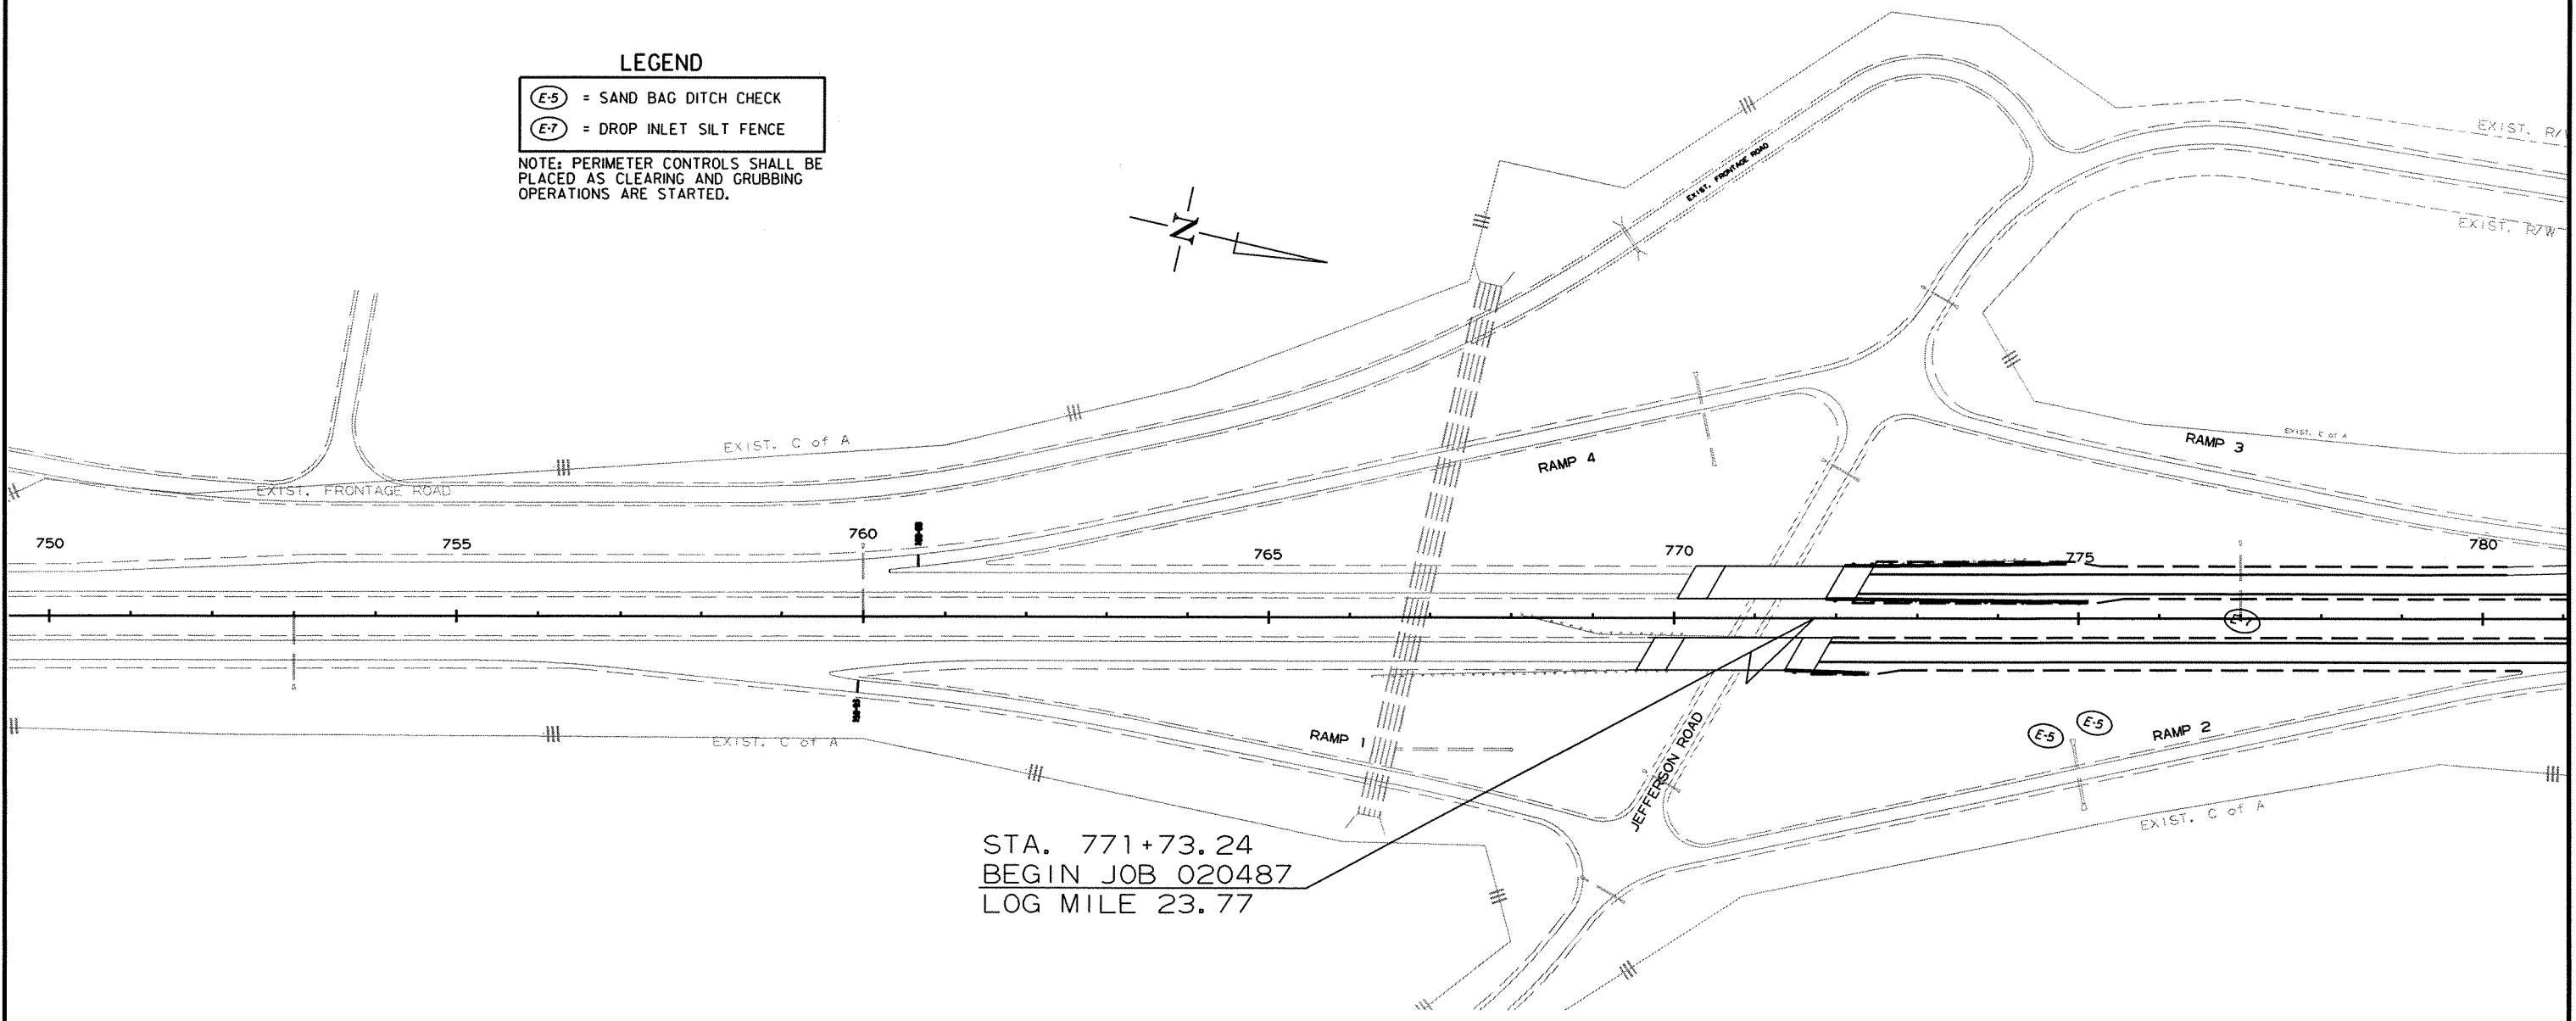 LEGEND
E-5 = SAND BAG DITCH CHECK
E-7 = DROP INLET SILT FENCE
NOTE: PERIMETER CONTROLS SHALL BE
PLACED AS CLEARING AND GRUBBING
OPERATIONS ARE STARTED.
N
EXIST. FRONTAGE ROAD
EXIST. R/
EXIST. R/W
EXIST. C of A
EXIST. FRONTAGE ROAD
RAMP 4
RAMP 3
EXIST. C of A
750
755
760
765
770
775
780
E-7
EXIST. C of A
RAMP 1
JEFFERSON ROAD
E-5
E-5
RAMP 2
EXIST. C of A
STA. 771+73.24
BEGIN JOB 020487
LOG MILE 23.77